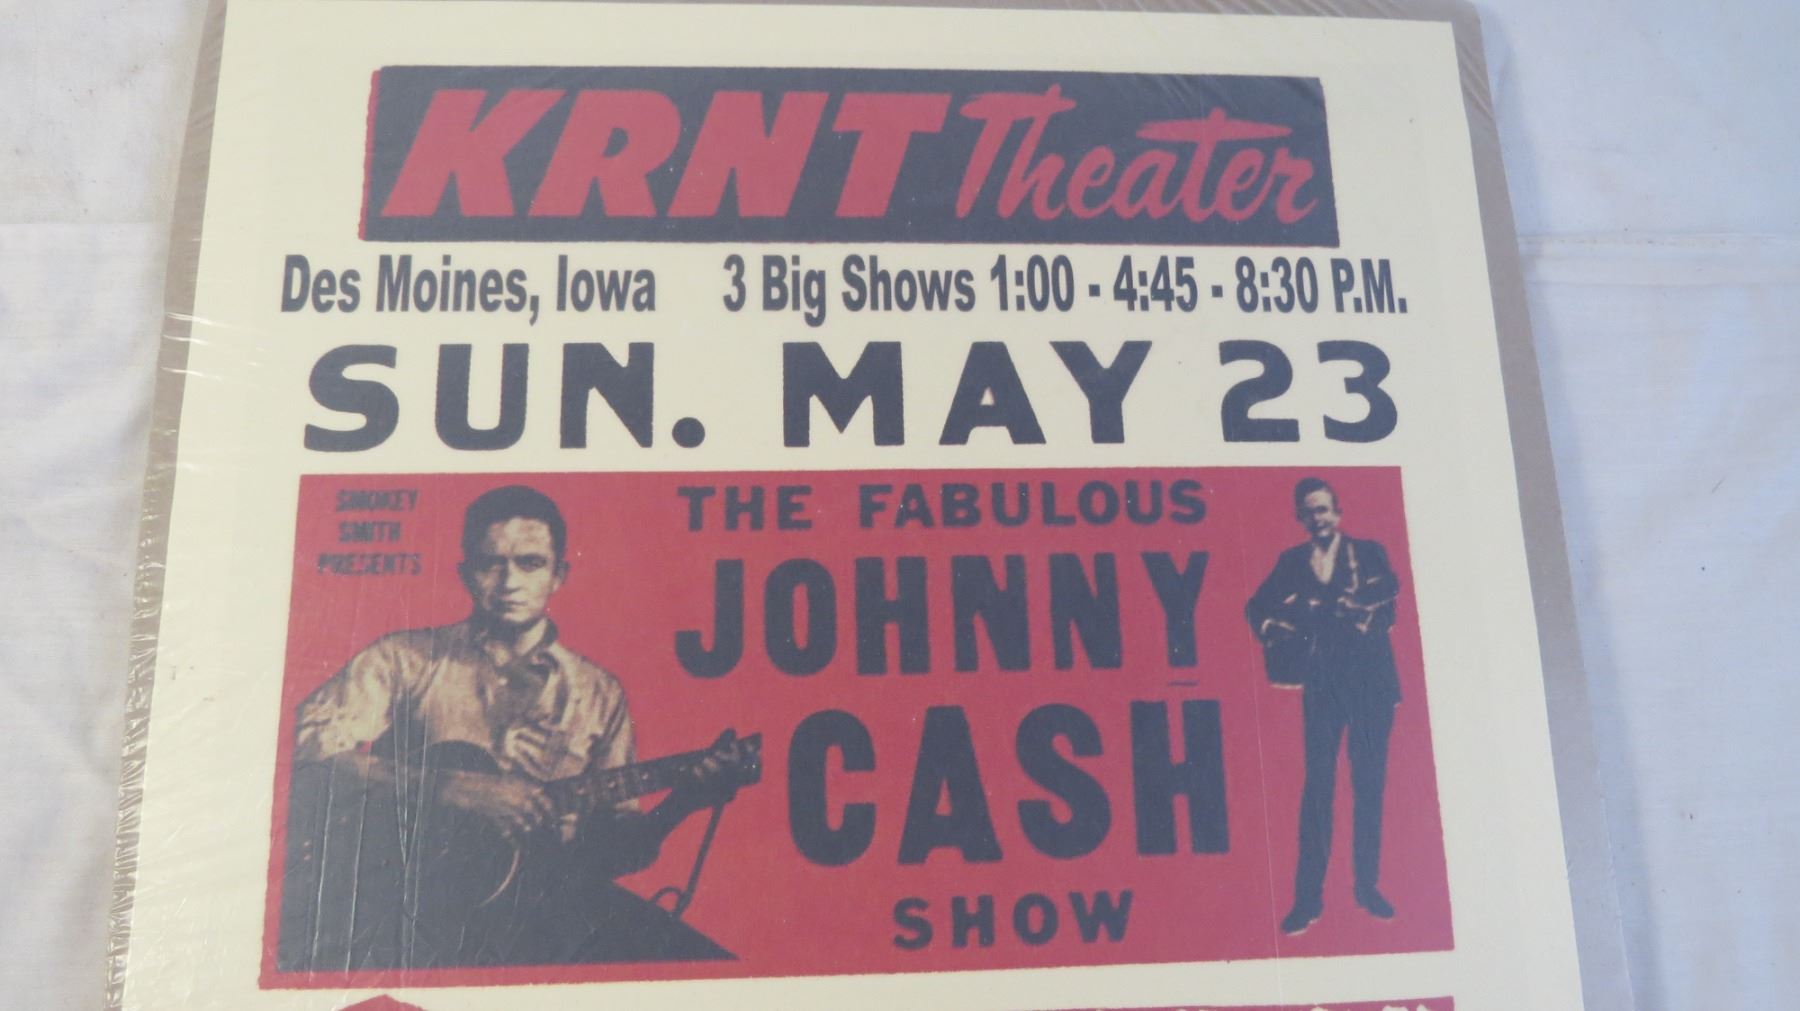 KRNT Theater
Des Moines, Iowa 3 Big Shows 1:00 - 4:45 - 8:30 P.M.
SUN. MAY 23
SMOKEY
SMITH
PRESENTS
THE FABULOUS
JOHNNY
CASH
SHOW